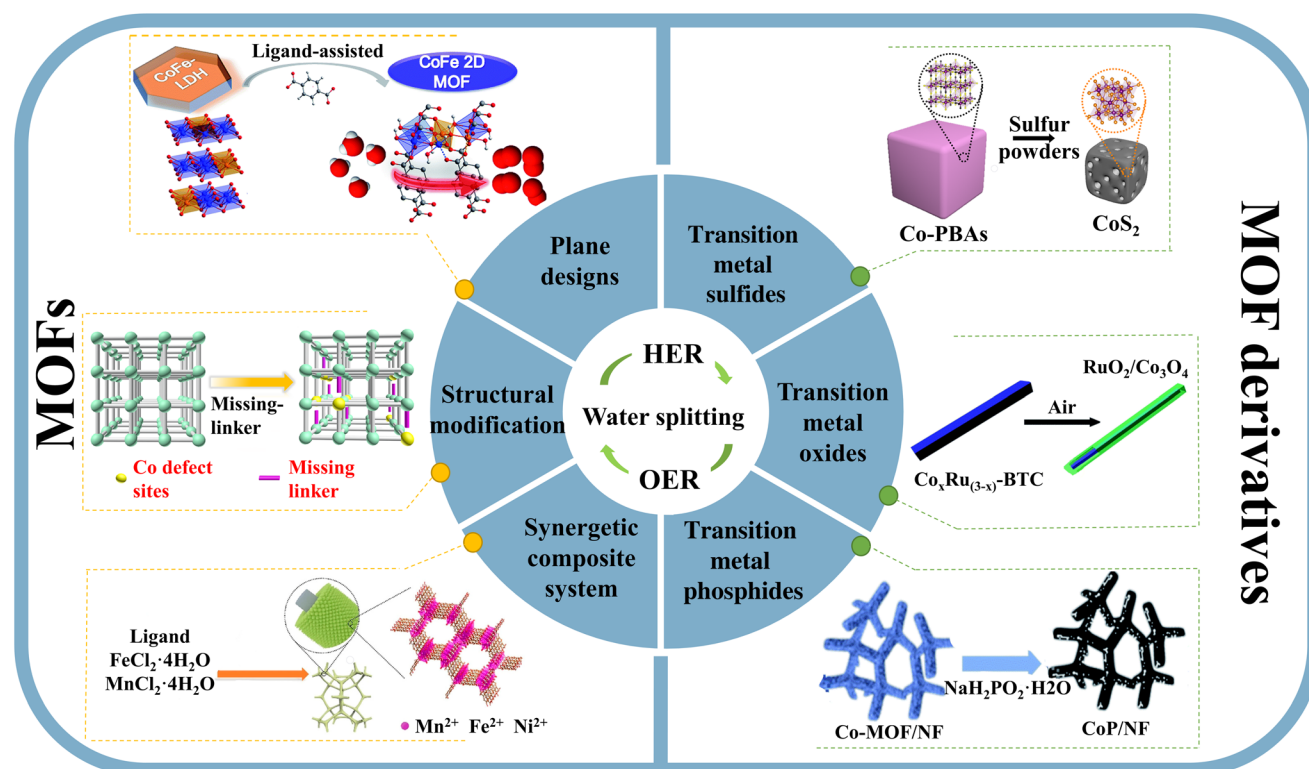 MOFs
CoFe-
LDH
Ligand-assisted
CoFe 2D
MOF
Missing-
linker
Co defect
sites
Missing
linker
Ligand
FeCl₂·4H₂O
MnCl₂·4H₂O
Mn²⁺ Fe²⁺ Ni²⁺
Plane
designs
Structural
modification
Synergetic
composite
system
Transition
metal
sulfides
Transition
metal
oxides
Transition
metal
phosphides
HER
Water splitting
OER
Co-PBAs
Sulfur
powders
CoS₂
CoₓRu₍₃₋ₓ₎-BTC
Air
RuO₂/Co₃O₄
Co-MOF/NF
NaH₂PO₂·H2O
CoP/NF
MOF derivatives